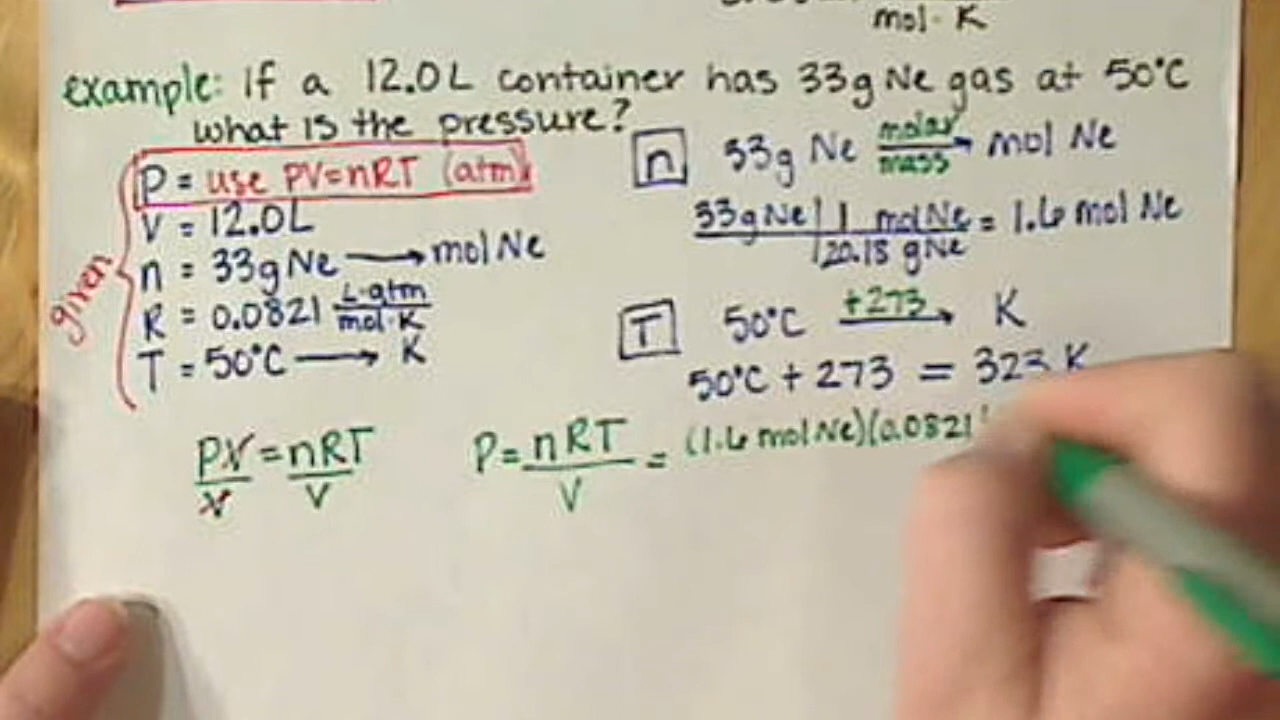 mol · K
example: If a 12.0L container has 33g Ne gas at 50°C
what is the pressure?
P = use PV=nRT (atm)
V = 12.0L
n = 33g Ne → mol Ne
R = 0.0821 L·atm
mol·K
T = 50°C → K
given
n 33g Ne molar → mol Ne
mass
33g Ne | 1 mol Ne = 1.6 mol Ne
20.18 g Ne
T 50°C +273 → K
50°C + 273 = 323 K
PV = nRT
V V
P = nRT = (1.6 mol Ne)(0.0821
V